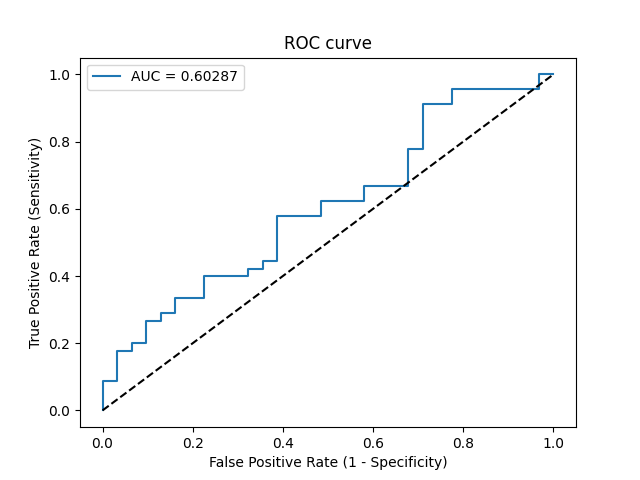 ROC curve
AUC = 0.60287
True Positive Rate (Sensitivity)
1.0
0.8
0.6
0.4
0.2
0.0
0.0 0.2 0.4 0.6 0.8 1.0
False Positive Rate (1 - Specificity)